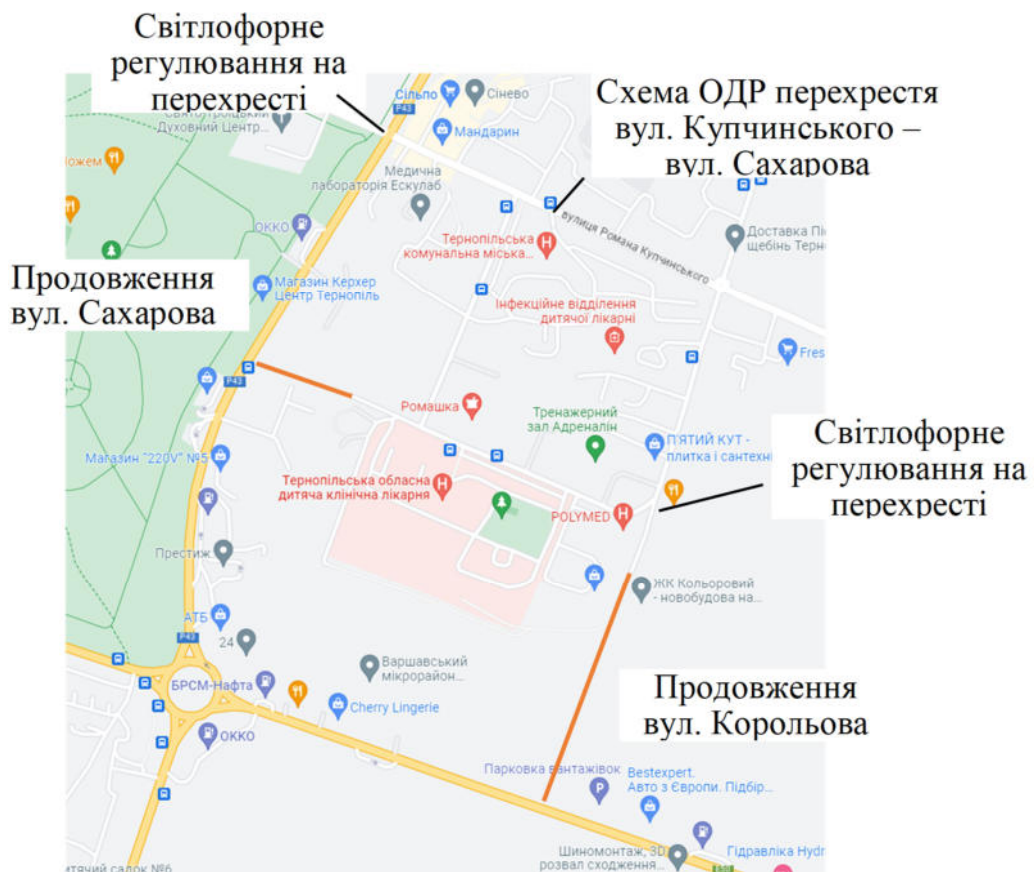 Світлофорне
регулювання на
перехресті
Схема ОДР перехрестя
вул. Купчинського –
вул. Сахарова
P43
Сільпо
Сінево
Мандарин
Духовний Центр...
Медична
лабораторія Ескулаб
вулиця Романа Купчинського
ОККО
Тернопільська
комунальна міська...
Продовження
вул. Сахарова
Магазин Керхер
Центр Тернопіль
Інфекційне відділення
дитячої лікарні
Fres
P43
Ромашка
Тренажерний
зал Адреналін
П'ЯТИЙ КУТ -
плитка і сантехні
Світлофорне
регулювання на
перехресті
Магазин "220V" №5
Тернопільська обласна
дитяча клінічна лікарня
POLYMED
Престиж...
ЖК Кольоровий
- новобудова на...
АТБ
P43
24
Варшавський
мікрорайон...
БРСМ-Нафта
Cherry Lingerie
Продовження
вул. Корольова
ОККО
Парковка вантажівок
Bestexpert.
Авто з Європи. Підбір...
Шиномонтаж, 3D
розвал сходження...
Гідравліка Hydr